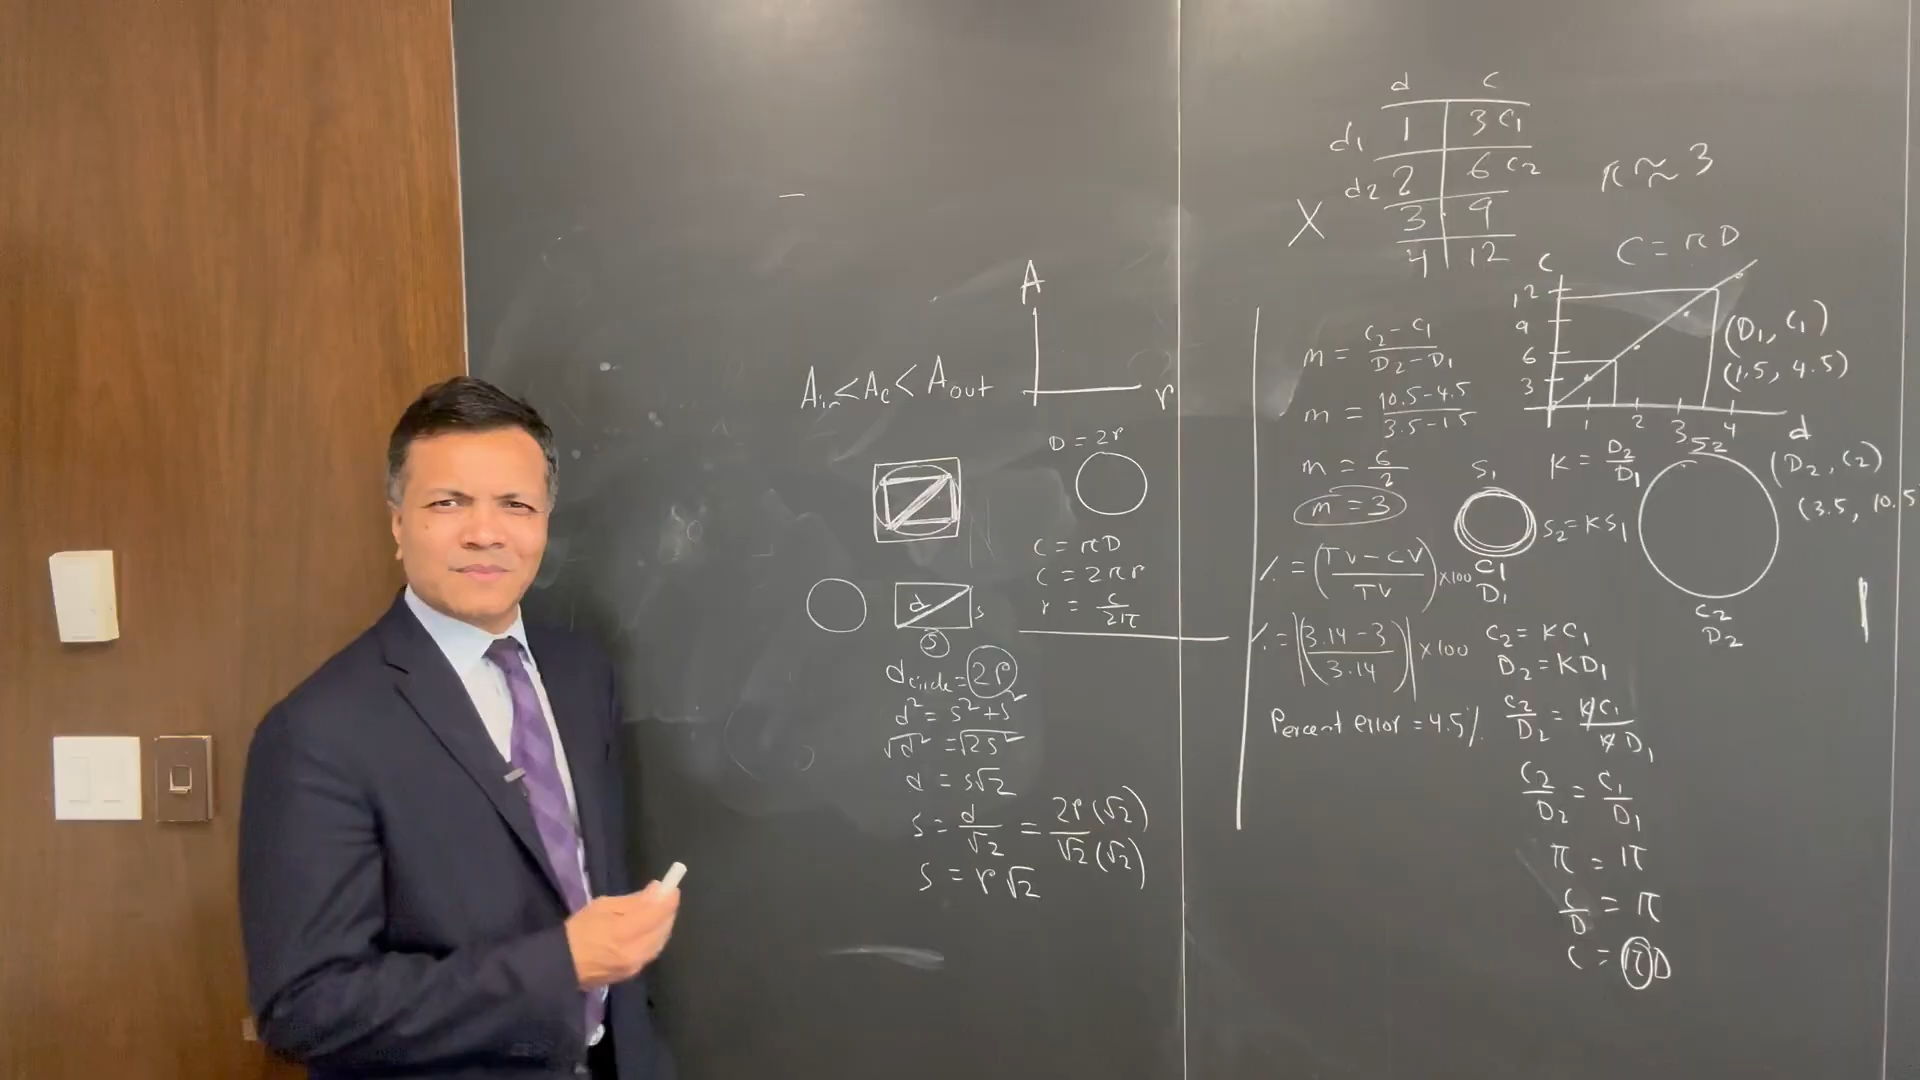 A
r
A_in < A_c < A_out
D = 2r
C = πD
C = 2πr
r = C/2π
d
s
S
d_circle = 2r
d² = s² + s²
√d² = √2s²
d = s√2
s = d/√2 = 2r(√2)/√2(√2)
s = r√2
d C
d1 1 3 C1
d2 2 6 C2
X 3 9
4 12
π ≈ 3
C = πD
C
12
9
6
3
1 2 3 4 d
(D1, C1)
(1.5, 4.5)
(D2, C2)
(3.5, 10.5
m = C2 - C1/D2 - D1
m = 10.5 - 4.5/3.5 - 1.5
m = 6/2
m = 3
% = (TV - CV/TV) x100
% = |(3.14 - 3/3.14)| x100
Percent error = 4.5%
K = D2/D1
S1
S2 = KS1
C1
D1
S2
C2
D2
C2 = KC1
D2 = KD1
C2/D2 = KC1/KD1
C2/D2 = C1/D1
π = π
C/D = π
C = πD